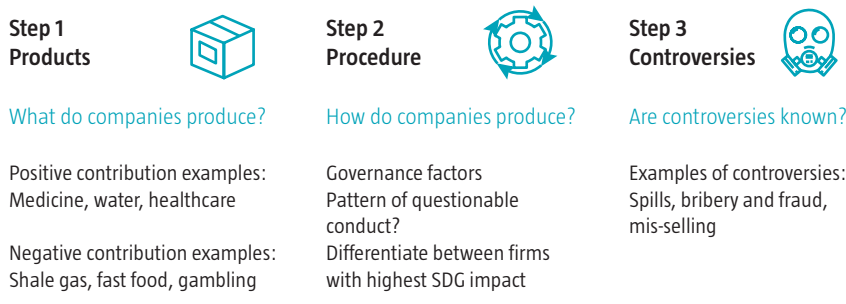 Step 1
Products
What do companies produce?
Positive contribution examples:
Medicine, water, healthcare
Negative contribution examples:
Shale gas, fast food, gambling
Step 2
Procedure
How do companies produce?
Governance factors
Pattern of questionable
conduct?
Differentiate between firms
with highest SDG impact
Step 3
Controversies
Are controversies known?
Examples of controversies:
Spills, bribery and fraud,
mis-selling